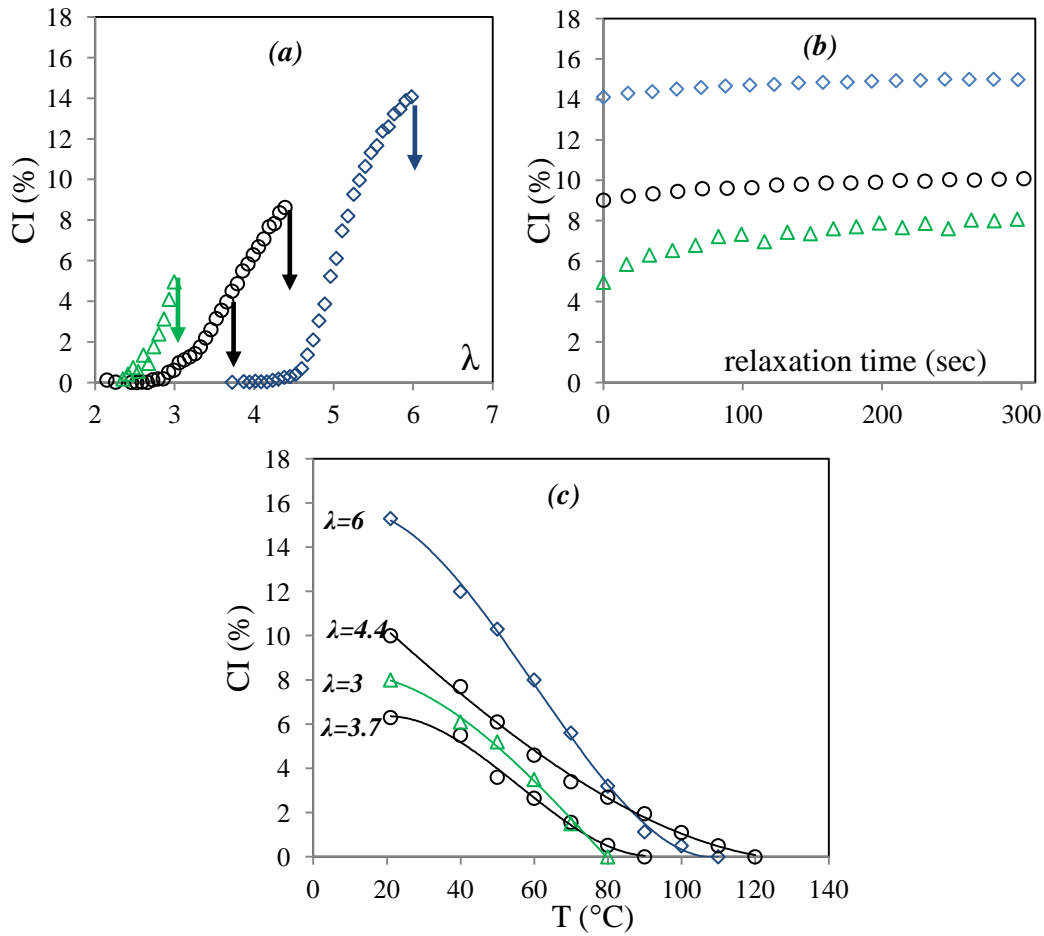 18
16
14
12
10
8
6
4
2
0
CI (%)
(a)
λ
2 3 4 5 6 7
18
16
14
12
10
8
6
4
2
0
CI (%)
(b)
relaxation time (sec)
0 100 200 300
18
16
14
12
10
8
6
4
2
0
CI (%)
(c)
λ=6
λ=4.4
λ=3
λ=3.7
0 20 40 60 80 100 120 140
T (°C)